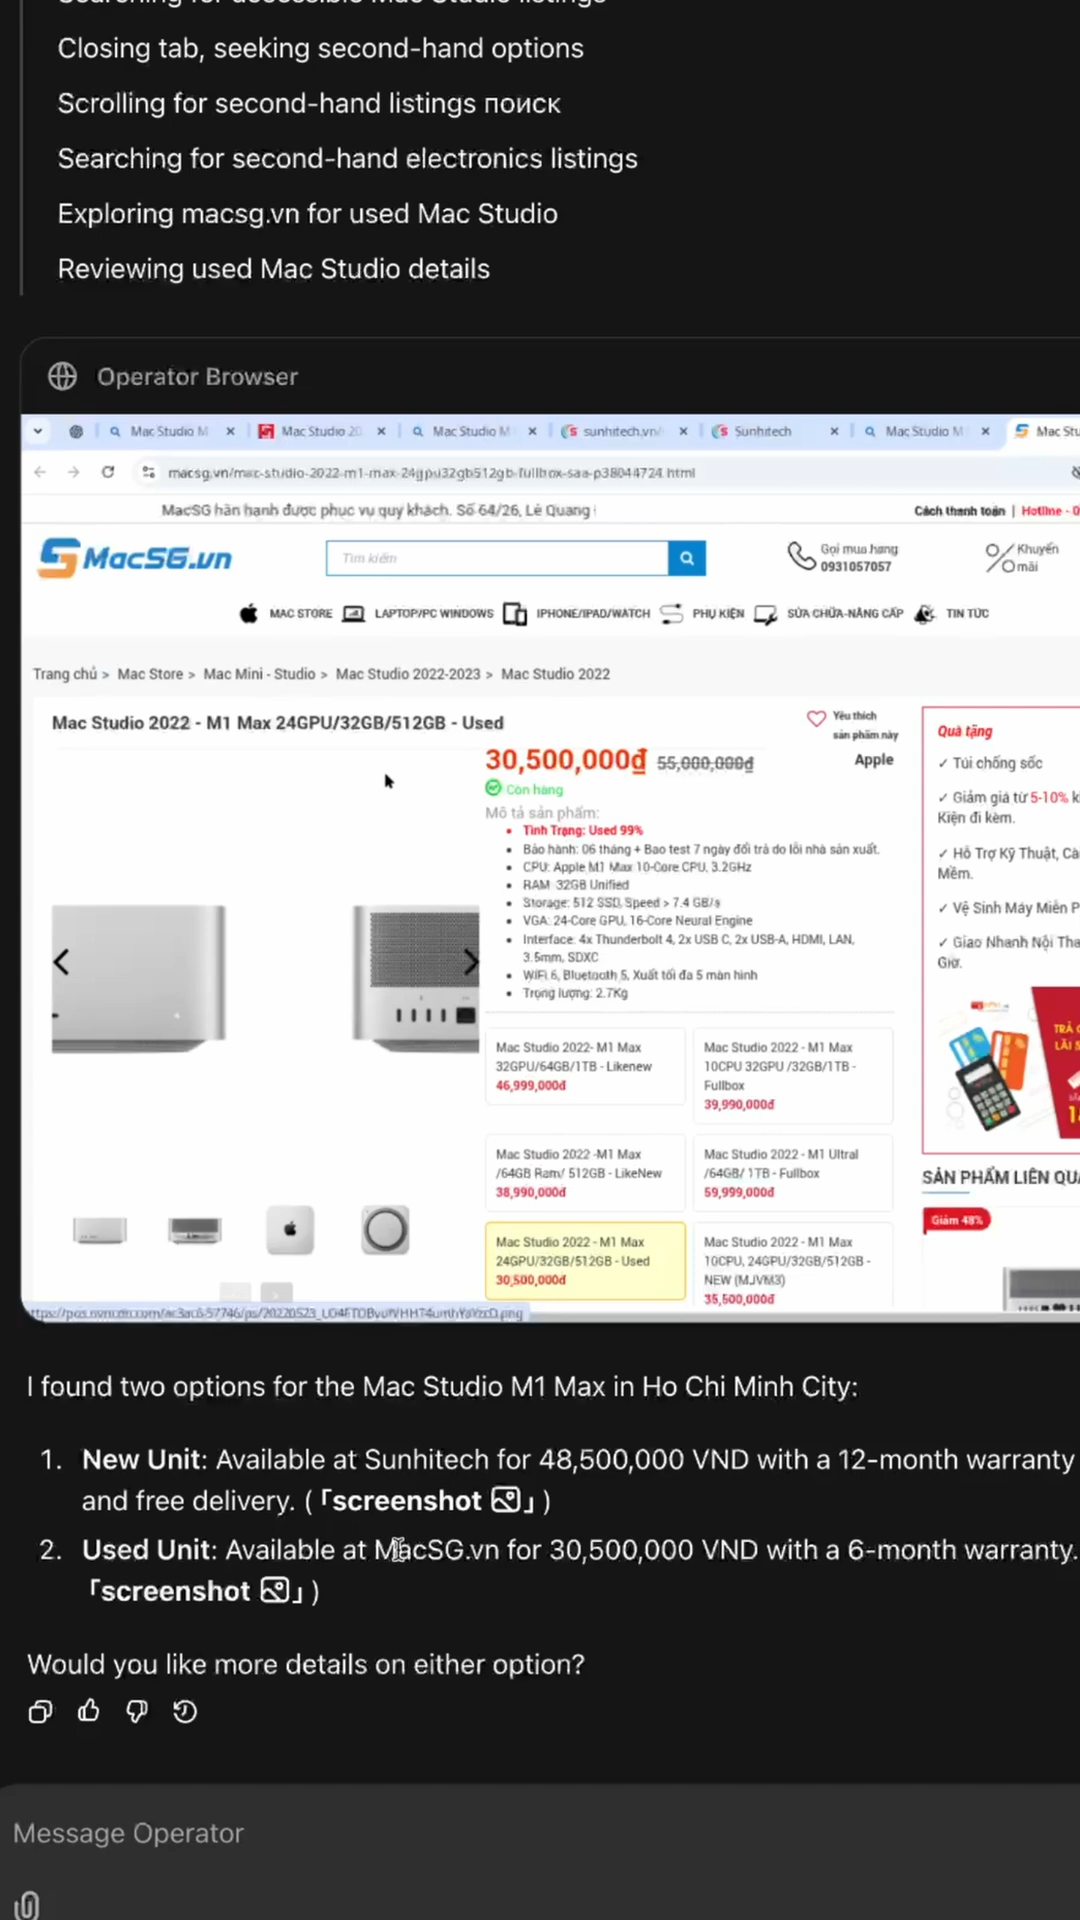 Closing tab, seeking second-hand options
Scrolling for second-hand listings поиск
Searching for second-hand electronics listings
Exploring macsg.vn for used Mac Studio
Reviewing used Mac Studio details
Operator Browser
Mac Studio M
Mac Studio 20
Mac Studio M
sunhitech.vn/
Sunhitech
Mac Studio M
Mac Stu
macsg.vn/mac-studio-2022-m1-max-24gpu32gb512gb-fullbox-saa-p38044724.html
MacSG hân hạnh được phục vụ quý khách. Số 64/26, Lê Quang
Cách thanh toán | Hotline - 0
MacSG.vn
Tìm kiếm
Gọi mua hàng
0931057057
Khuyến
mãi
MAC STORE
LAPTOP/PC WINDOWS
IPHONE/IPAD/WATCH
PHỤ KIỆN
SỬA CHỮA-NÂNG CẤP
TIN TỨC
Trang chủ > Mac Store > Mac Mini - Studio > Mac Studio 2022-2023 > Mac Studio 2022
Mac Studio 2022 - M1 Max 24GPU/32GB/512GB - Used
Yêu thích
sản phẩm này
30,500,000₫ 55,000,000₫
Apple
Còn hàng
Mô tả sản phẩm:
Tình Trạng: Used 99%
Bảo hành: 06 tháng + Bao test 7 ngày đổi trả do lỗi nhà sản xuất.
CPU: Apple M1 Max 10-Core CPU, 3.2GHz
RAM 32GB Unified
Storage: 512 SSD, Speed > 7.4 GB/s
VGA: 24-Core GPU, 16-Core Neural Engine
Interface: 4x Thunderbolt 4, 2x USB C, 2x USB-A, HDMI, LAN,
3.5mm, SDXC
WiFi 6, Bluetooth 5, Xuất tối đa 5 màn hình
Trọng lượng: 2.7Kg
Quà tặng
✓ Túi chống sốc
✓ Giảm giá từ 5-10%
Kiện đi kèm.
✓ Hỗ Trợ Kỹ Thuật, Cà
Mềm.
✓ Vệ Sinh Máy Miễn P
✓ Giao Nhanh Nội Thà
Giờ.
Mac Studio 2022- M1 Max
32GPU/64GB/1TB - Likenew
46,999,000đ
Mac Studio 2022 - M1 Max
10CPU 32GPU /32GB/1TB -
Fullbox
39,990,000đ
Mac Studio 2022 -M1 Max
/64GB Ram/ 512GB - LikeNew
38,990,000đ
Mac Studio 2022 - M1 Ultral
/64GB/ 1TB - Fullbox
59,999,000đ
Mac Studio 2022 - M1 Max
24GPU/32GB/512GB - Used
30,500,000đ
Mac Studio 2022 - M1 Max
10CPU, 24GPU/32GB/512GB -
NEW (MJVM3)
35,500,000đ
SẢN PHẨM LIÊN QU
Giảm 48%
I found two options for the Mac Studio M1 Max in Ho Chi Minh City:
1. New Unit: Available at Sunhitech for 48,500,000 VND with a 12-month warranty
and free delivery. (「screenshot」)
2. Used Unit: Available at MacSG.vn for 30,500,000 VND with a 6-month warranty.
「screenshot」)
Would you like more details on either option?
Message Operator